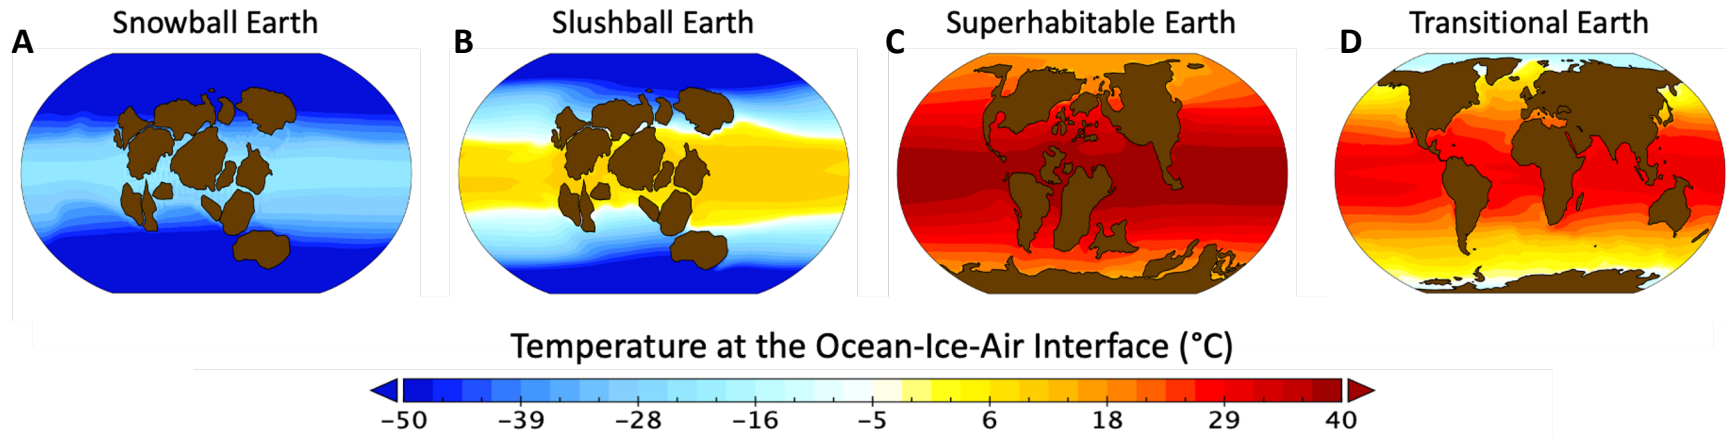 A Snowball Earth
B Slushball Earth
C Superhabitable Earth
D Transitional Earth
Temperature at the Ocean-Ice-Air Interface (°C)
−50 −39 −28 −16 −5 6 18 29 40